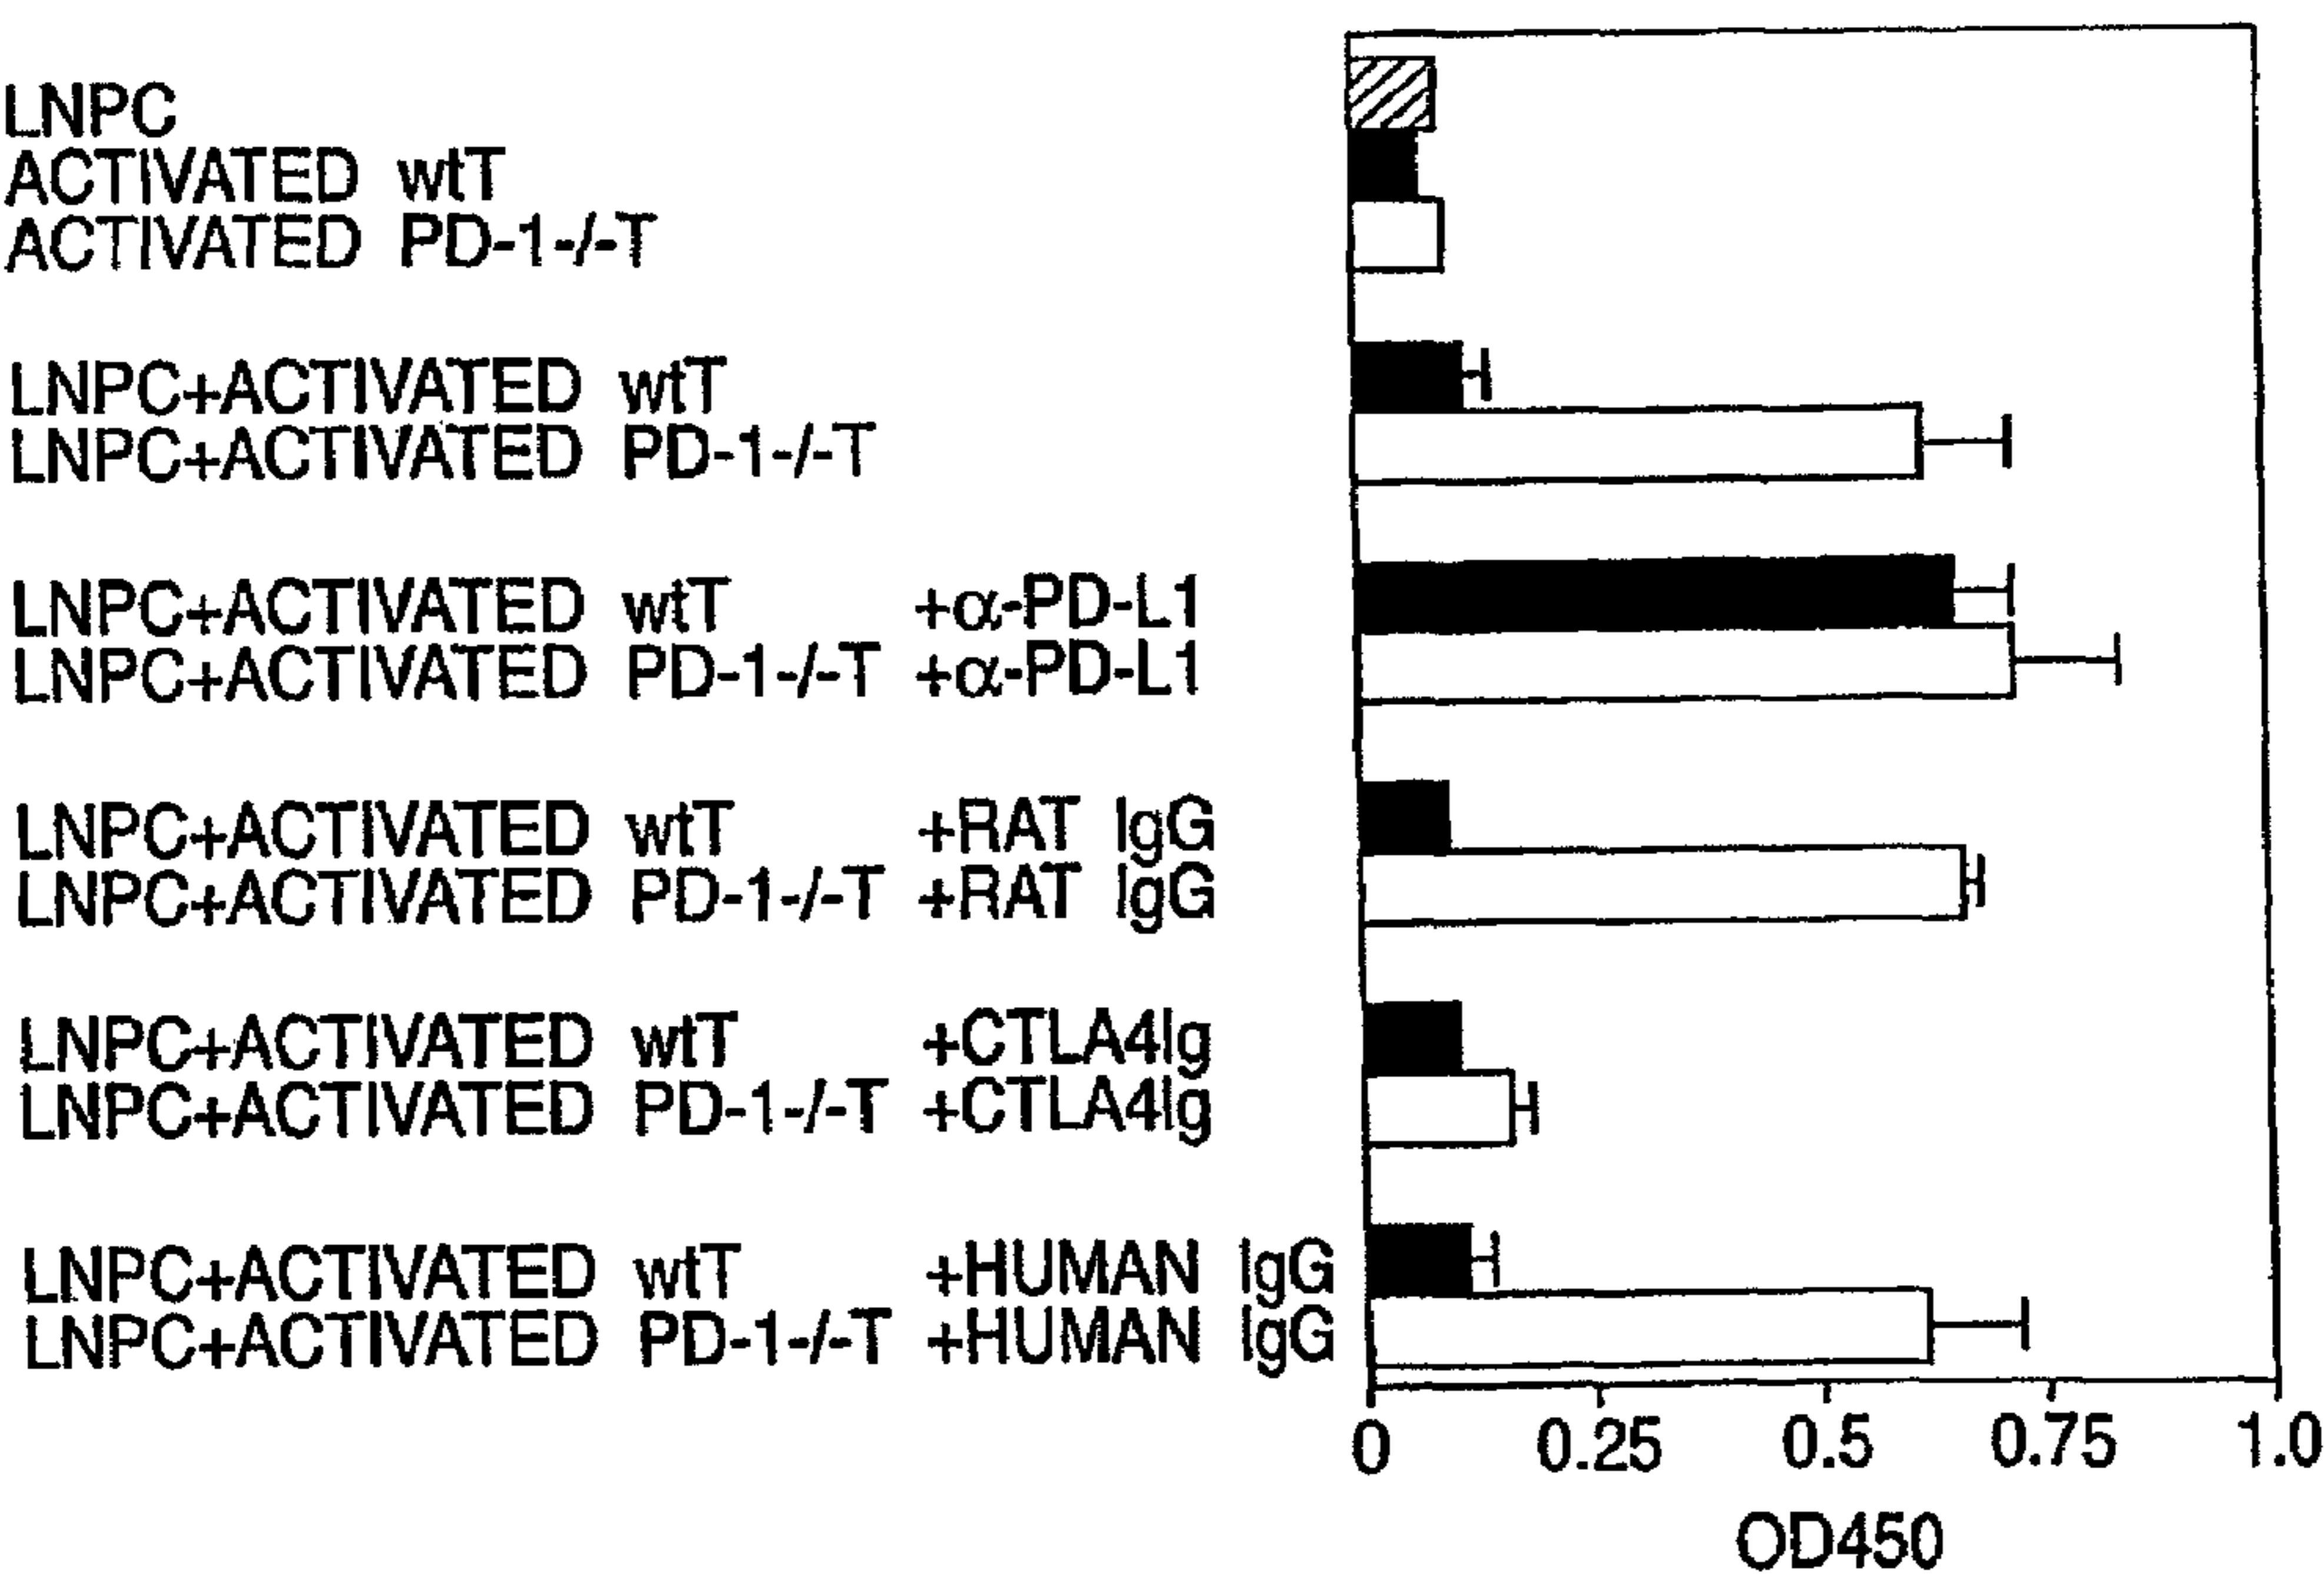 LNPC
ACTIVATED wtT
ACTIVATED PD-1-/-T
LNPC+ACTIVATED wtT
LNPC+ACTIVATED PD-1-/-T
LNPC+ACTIVATED wtT +α-PD-L1
LNPC+ACTIVATED PD-1-/-T +α-PD-L1
LNPC+ACTIVATED wtT +RAT IgG
LNPC+ACTIVATED PD-1-/-T +RAT IgG
LNPC+ACTIVATED wtT +CTLA4Ig
LNPC+ACTIVATED PD-1-/-T +CTLA4Ig
LNPC+ACTIVATED wtT +HUMAN IgG
LNPC+ACTIVATED PD-1-/-T +HUMAN IgG
0 0.25 0.5 0.75 1.0
OD450